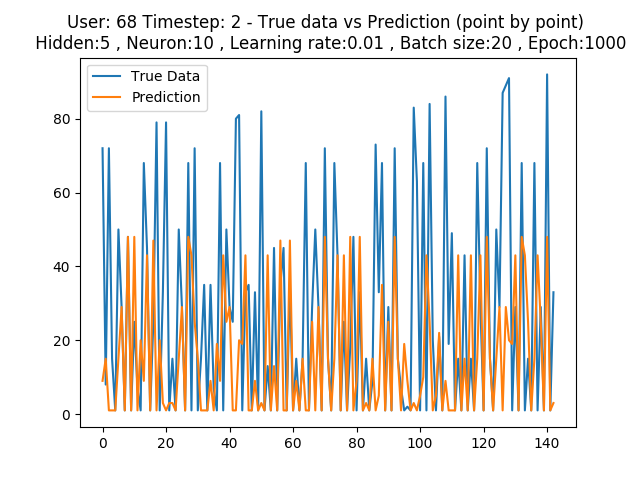 User: 68 Timestep: 2 - True data vs Prediction (point by point)
Hidden:5 , Neuron:10 , Learning rate:0.01 , Batch size:20 , Epoch:1000
True Data
Prediction
80
60
40
20
0
0 20 40 60 80 100 120 140